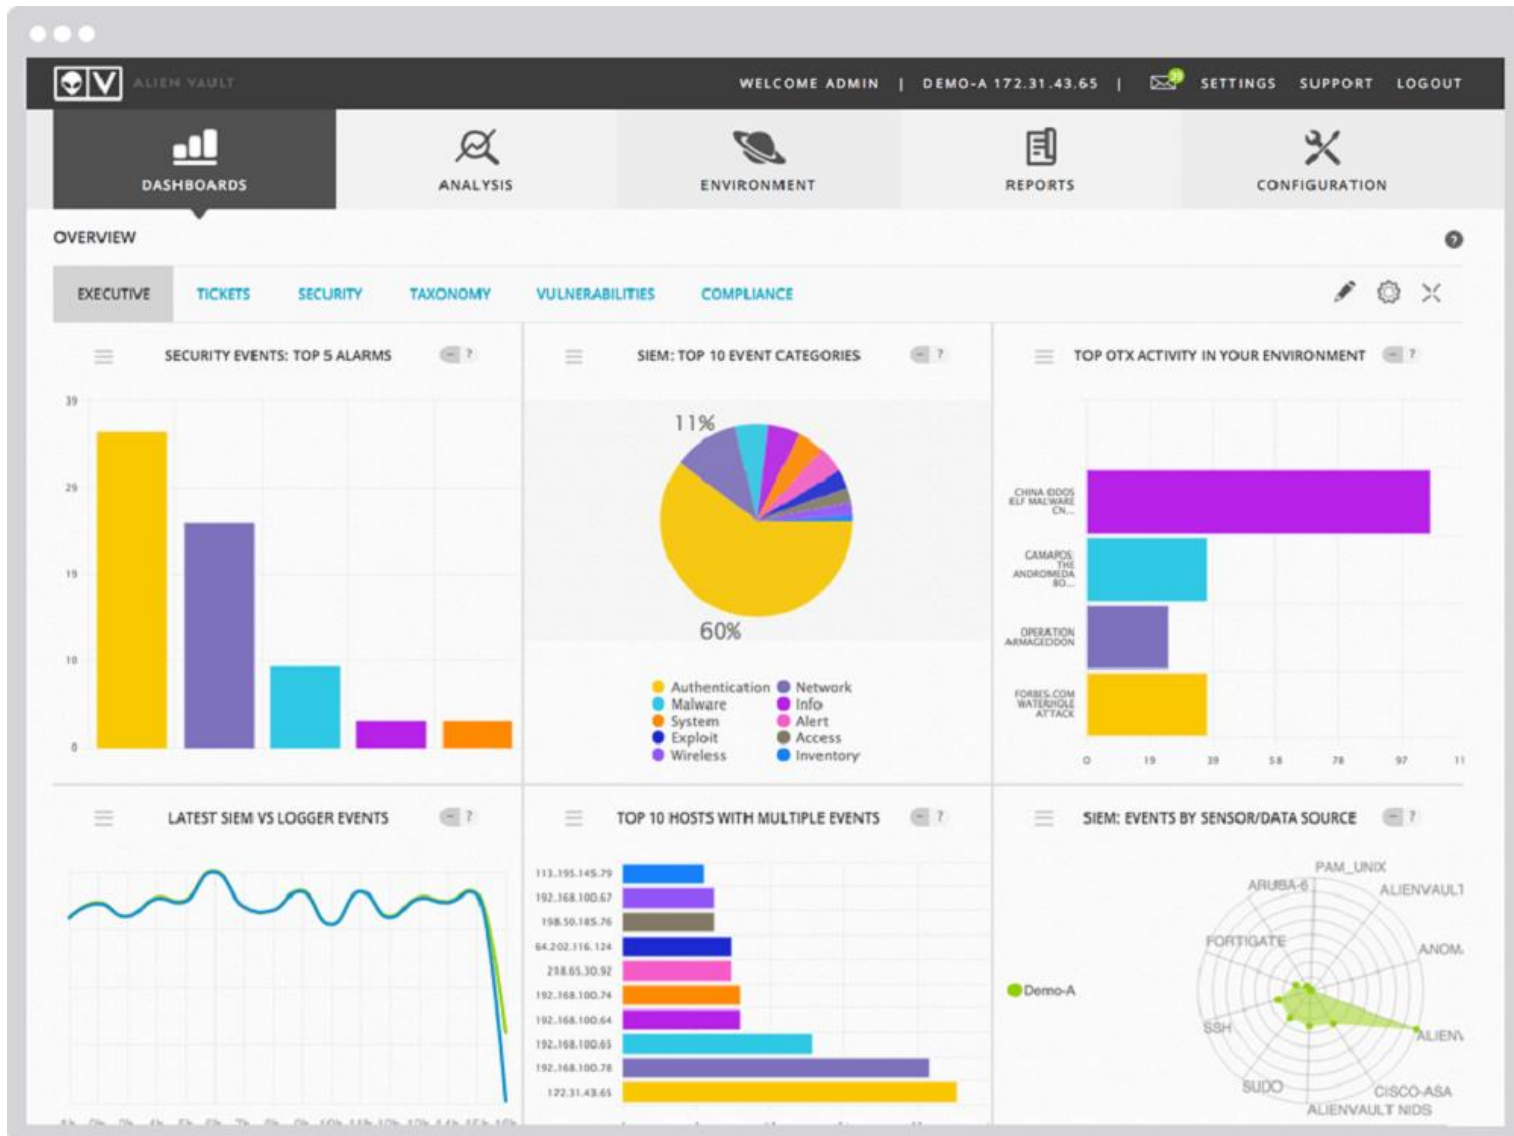 ALIEN VAULT
WELCOME ADMIN | DEMO-A 172.31.43.65 | SETTINGS SUPPORT LOGOUT
DASHBOARDS ANALYSIS ENVIRONMENT REPORTS CONFIGURATION
OVERVIEW
EXECUTIVE TICKETS SECURITY TAXONOMY VULNERABILITIES COMPLIANCE
SECURITY EVENTS: TOP 5 ALARMS
39
29
19
10
0
SIEM: TOP 10 EVENT CATEGORIES
11%
60%
Authentication Network
Malware Info
System Alert
Exploit Access
Wireless Inventory
TOP OTX ACTIVITY IN YOUR ENVIRONMENT
CHINA DDOS
ELF MALWARE
CN...
CAMAPOS:
THE
ANDROMEDA
BO...
OPERATION
ARMAGEDDON
FORBES.COM
WATERHOLE
ATTACK
0 19 39 58 78 97 11
LATEST SIEM VS LOGGER EVENTS
TOP 10 HOSTS WITH MULTIPLE EVENTS
113.195.145.79
192.168.100.67
198.50.185.76
64.202.116.124
218.65.30.92
192.168.100.74
192.168.100.64
192.168.100.65
192.168.100.78
172.31.43.65
SIEM: EVENTS BY SENSOR/DATA SOURCE
PAM_UNIX
ARUBA-6
ALIENVAULT
FORTIGATE
ANOM
Demo-A
SSH
ALIENV
SUDO
CISCO-ASA
ALIENVAULT NIDS